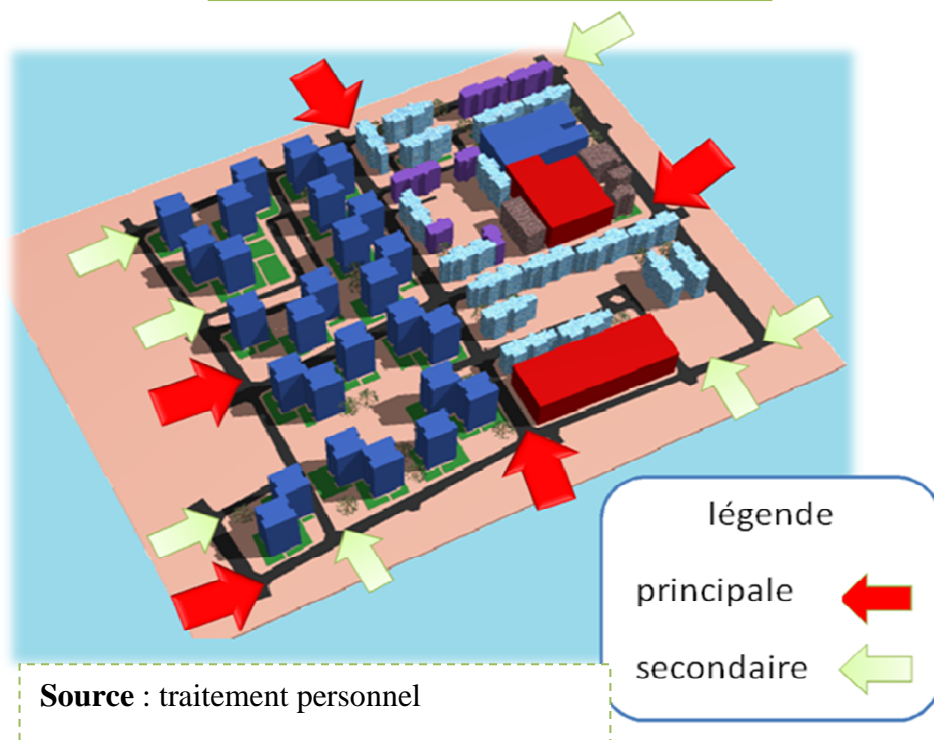 légende
principale
secondaire
Source : traitement personnel